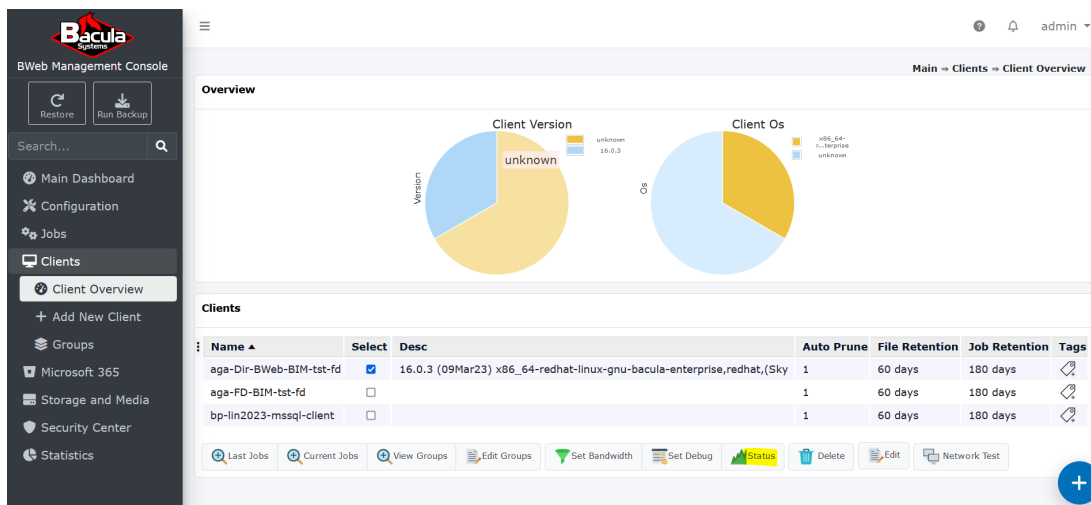 Bacula
Systems
BWeb Management Console
Restore
Run Backup
Search...
Main Dashboard
Configuration
Jobs
Clients
Client Overview
+ Add New Client
Groups
Microsoft 365
Storage and Media
Security Center
Statistics
admin
Main ⇒ Clients ⇒ Client Overview
Overview
Client Version
unknown
16.0.3
unknown
Version
Client Os
x86_64-
r...terprise
unknown
Os
Clients
Name Select Desc Auto Prune File Retention Job Retention Tags
aga-Dir-BWeb-BIM-tst-fd 16.0.3 (09Mar23) x86_64-redhat-linux-gnu-bacula-enterprise,redhat,(Sky 1 60 days 180 days
aga-FD-BIM-tst-fd 1 60 days 180 days
bp-lin2023-mssql-client 1 60 days 180 days
Last Jobs Current Jobs View Groups Edit Groups Set Bandwidth Set Debug Status Delete Edit Network Test